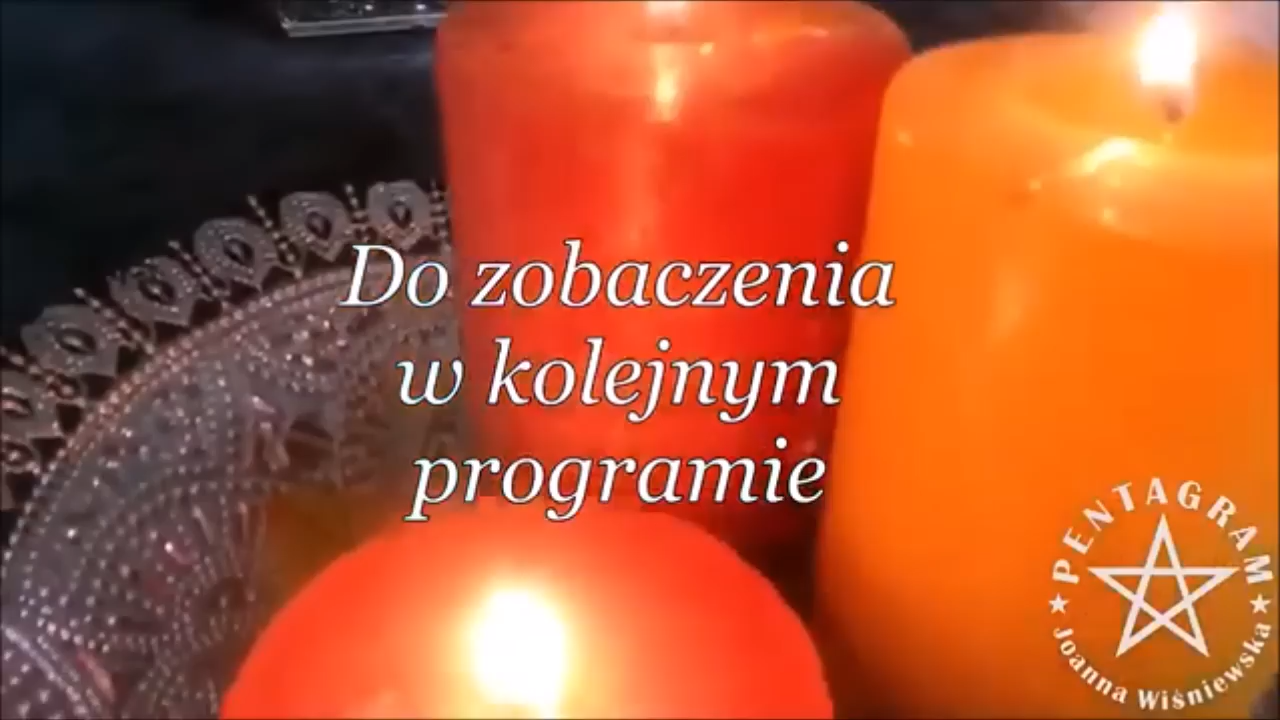 Do zobaczenia
w kolejnym
programie
PENTAGRAM
Joanna Wiśniewska